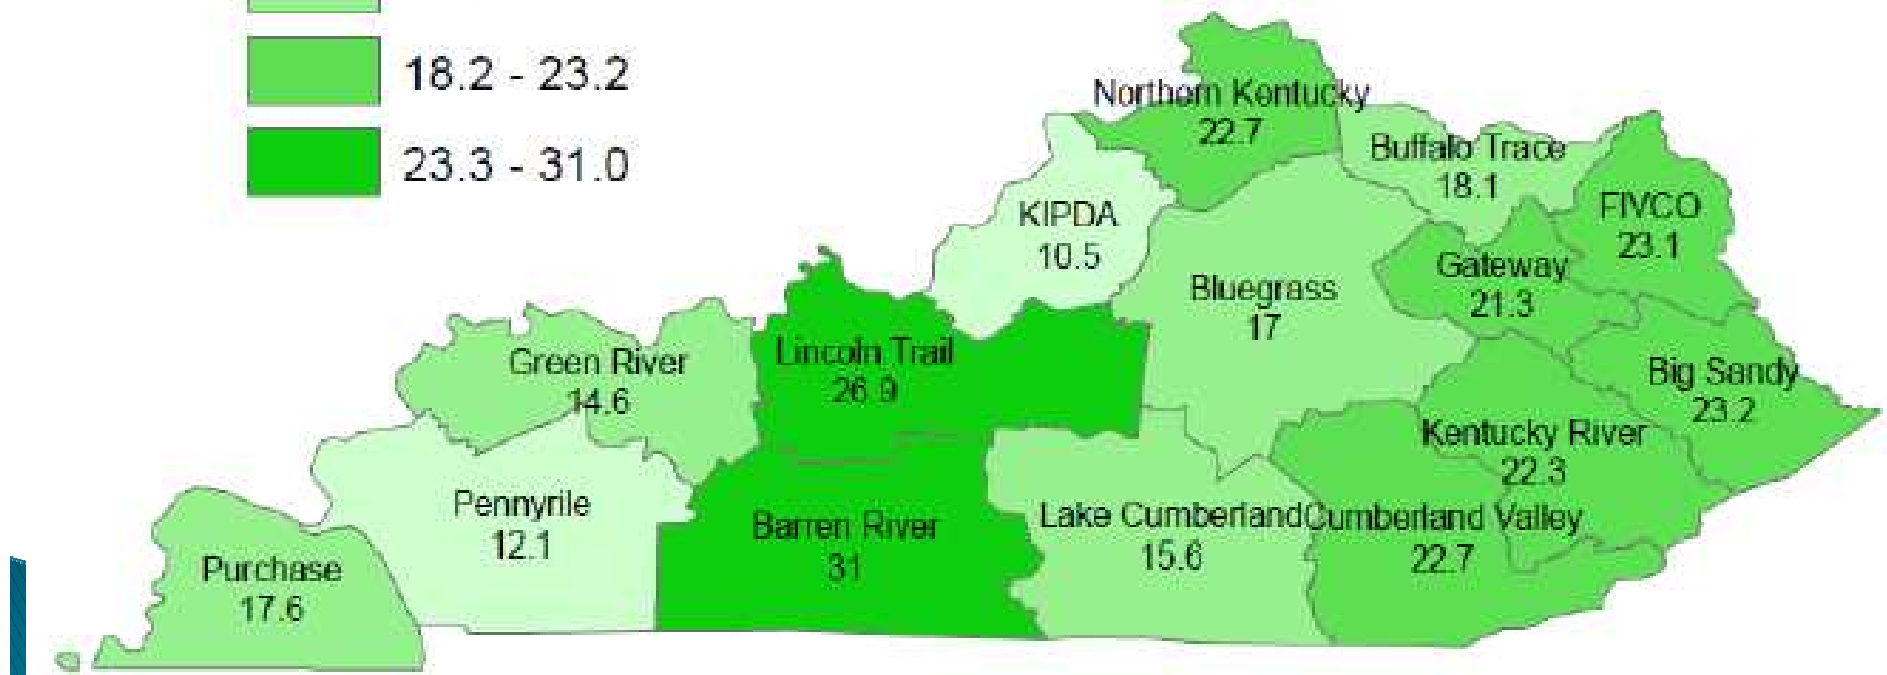 18.2 - 23.2
23.3 - 31.0
Northern Kentucky
22.7
Buffalo Trace
18.1
FIVCO
23.1
KIPDA
10.5
Gateway
21.3
Bluegrass
17
Green River
14.6
Lincoln Trail
26.9
Big Sandy
23.2
Kentucky River
22.3
Pennyrile
12.1
Barren River
31
Lake Cumberland
15.6
Cumberland Valley
22.7
Purchase
17.6